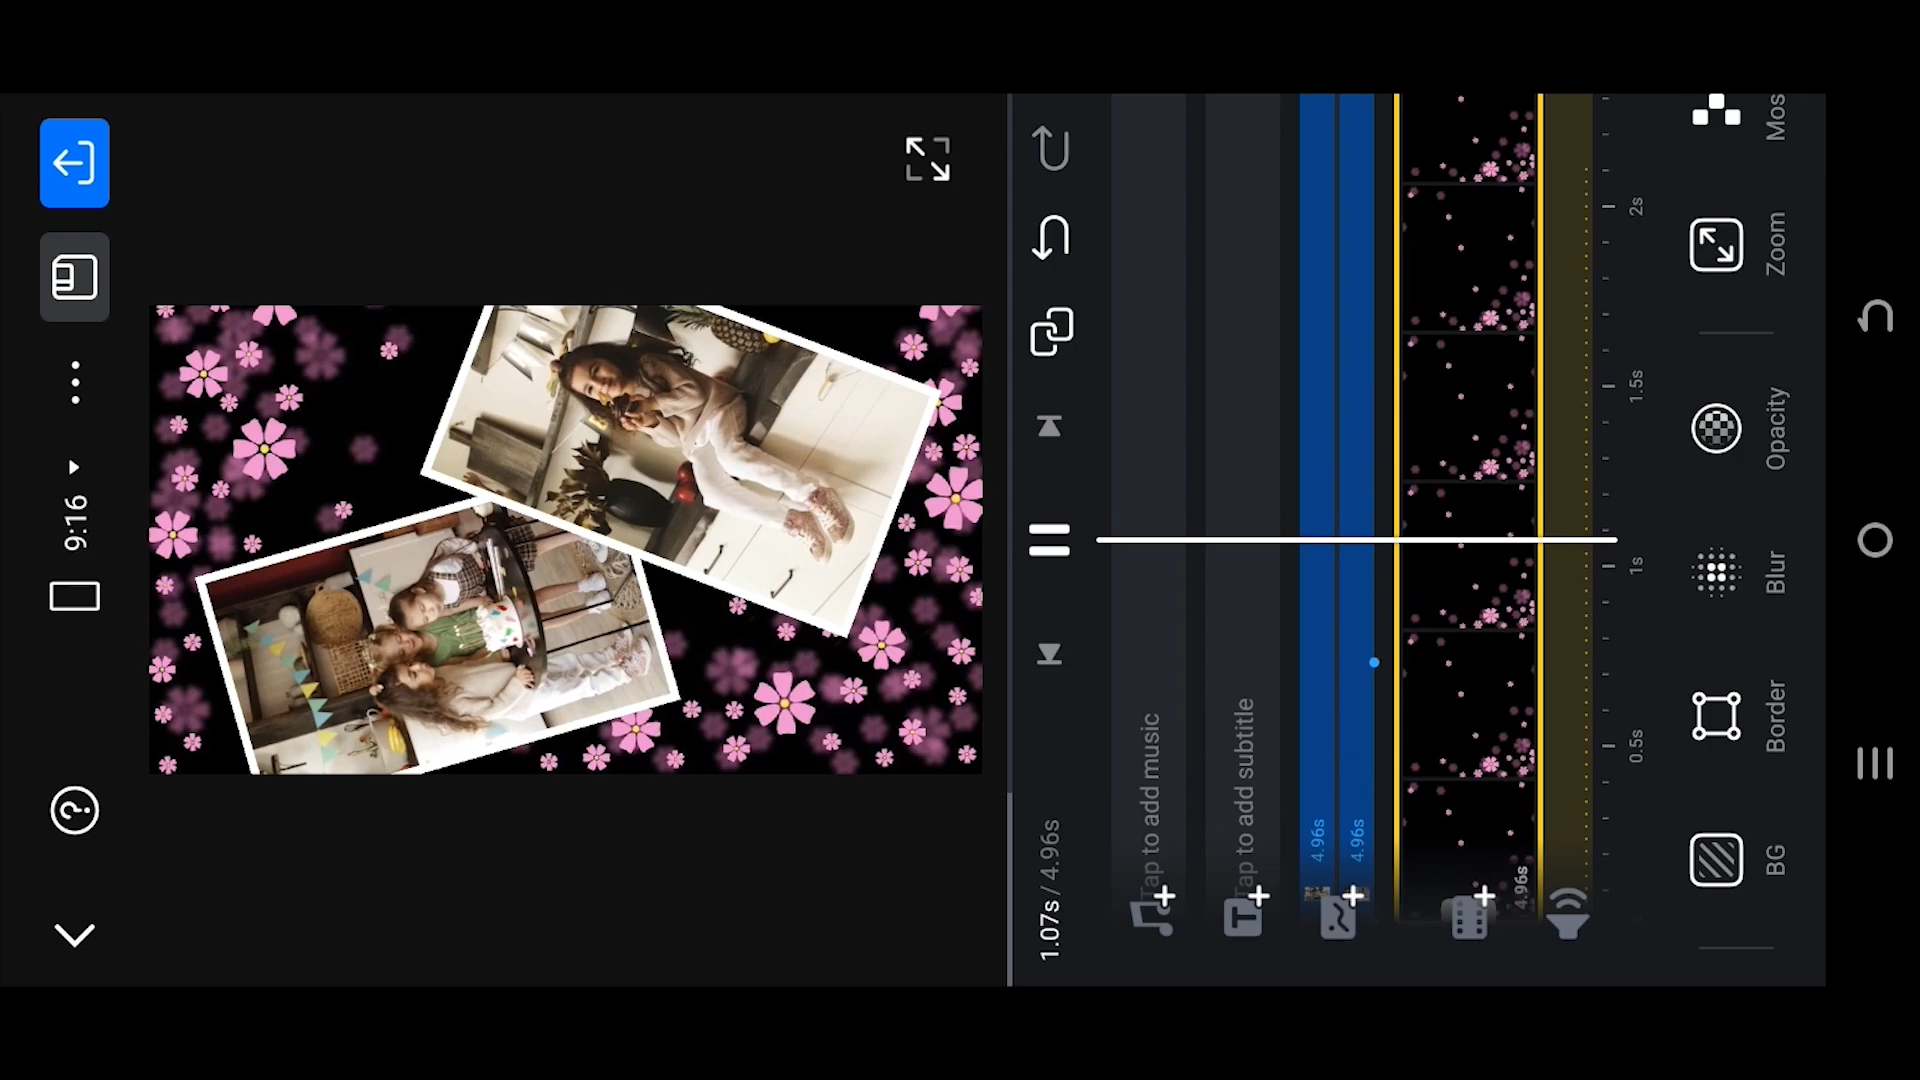 9:16
1.07s / 4.96s
Tap to add music
Tap to add subtitle
4.96s
4.96s
4.96s
0.5s
1s
1.5s
2s
BG
Border
Blur
Opacity
Zoom
Mos